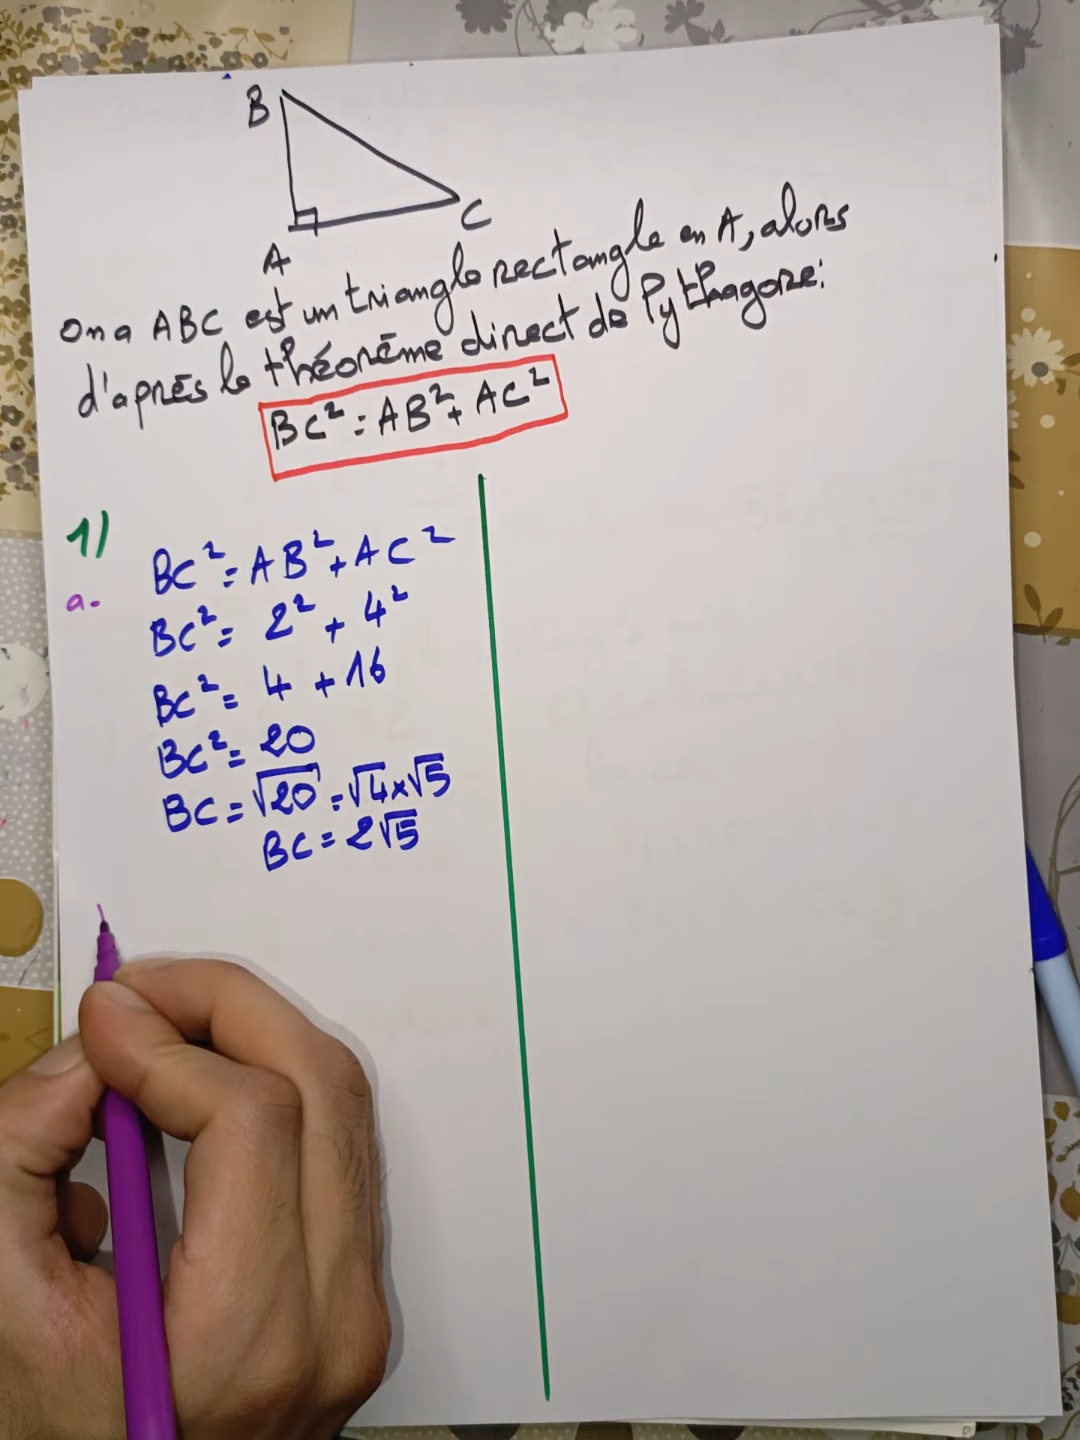 B
C
A
On a ABC est un triangle rectangle en A, alors
d'après le théorème direct de Pythagore:
BC² = AB² + AC²
1)
a.
BC² = AB² + AC²
BC² = 2² + 4²
BC² = 4 + 16
BC² = 20
BC = √20 = √4×√5
BC = 2√5